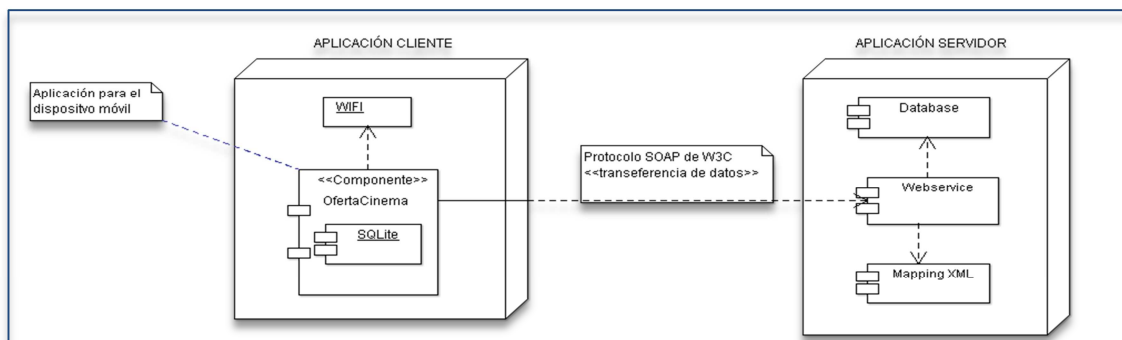 APLICACIÓN CLIENTE
APLICACIÓN SERVIDOR
Aplicación para el
dispositvo móvil
WIFI
<<Componente>>
OfertaCinema
SQLite
Protocolo SOAP de W3C
<<transeferencia de datos>>
Database
Webservice
Mapping XML